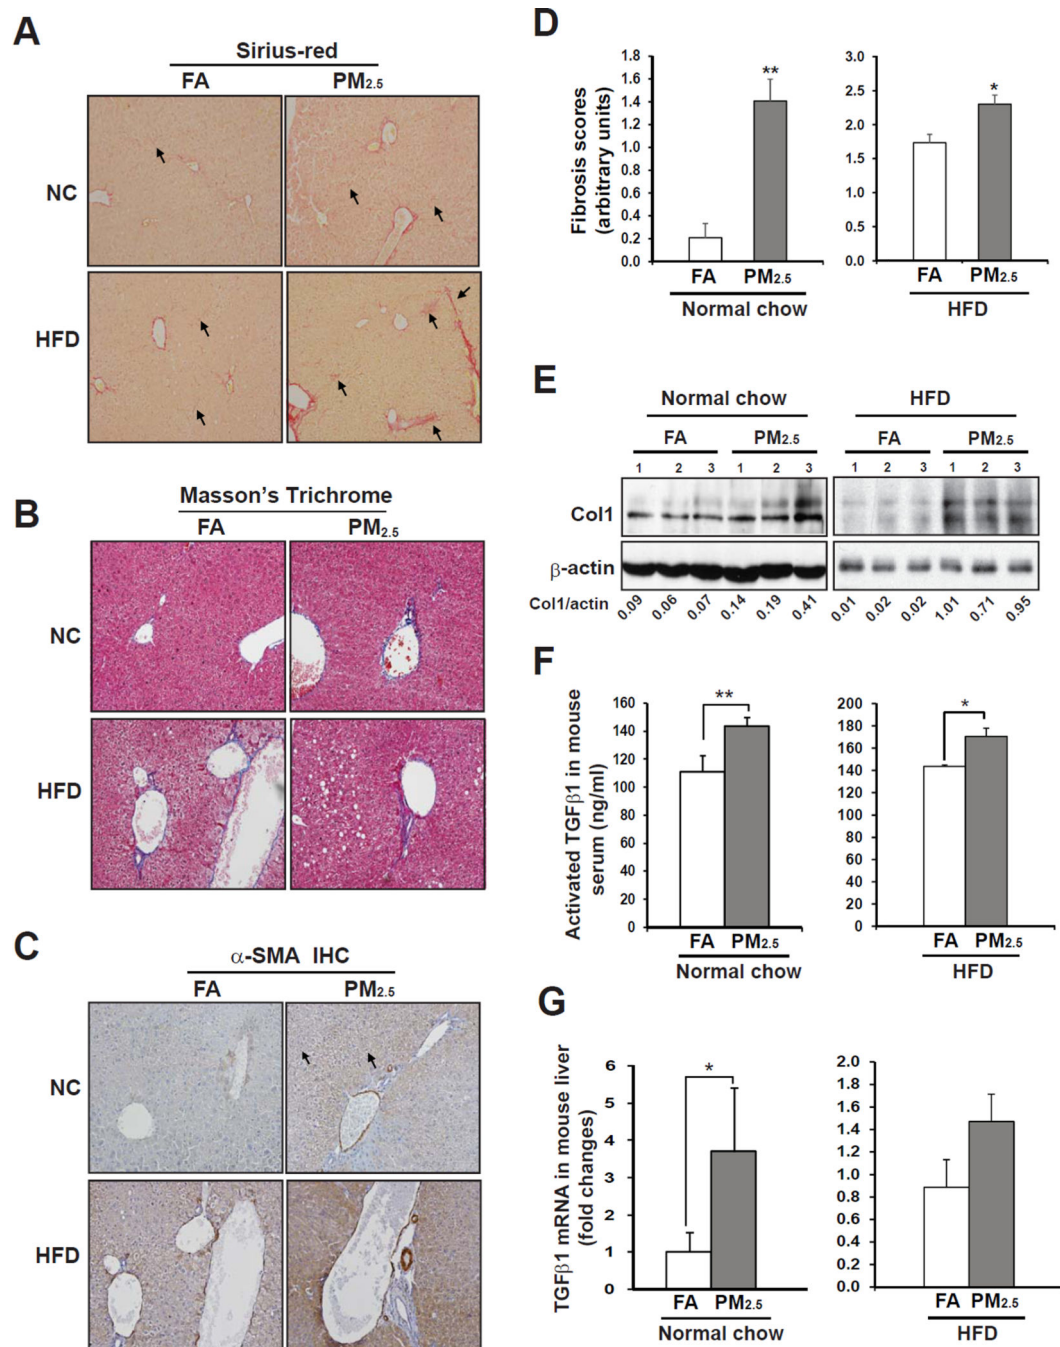 A
Sirius-red
FA PM2.5
NC
HFD
B
Masson's Trichrome
FA PM2.5
NC
HFD
C
α-SMA IHC
FA PM2.5
NC
HFD
D
Fibrosis scores
(arbitrary units)
1.8
1.6
1.4
1.2
1.0
0.8
0.6
0.4
0.2
0.0
**
FA PM2.5
Normal chow
3.0
2.5
2.0
1.5
1.0
0.5
0.0
*
FA PM2.5
HFD
E
Normal chow HFD
FA PM2.5 FA PM2.5
1 2 3 1 2 3 1 2 3 1 2 3
Col1
β-actin
Col1/actin 0.09 0.06 0.07 0.14 0.19 0.41 0.01 0.02 0.02 1.01 0.71 0.95
F
Activated TGFβ1 in mouse
serum (ng/ml)
160
140
120
100
80
60
40
20
0
**
FA PM2.5
Normal chow
200
180
160
140
120
100
80
60
40
20
0
*
FA PM2.5
HFD
G
TGFβ1 mRNA in mouse liver
(fold changes)
6
5
4
3
2
1
0
*
FA PM2.5
Normal chow
2.0
1.8
1.6
1.4
1.2
1.0
0.8
0.6
0.4
0.2
0.0
FA PM2.5
HFD